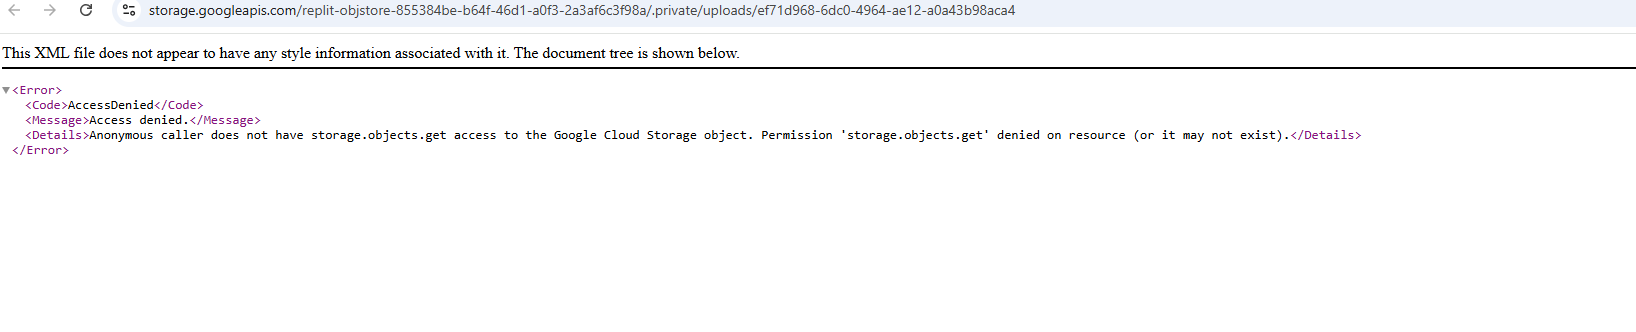 storage.googleapis.com/replit-objstore-855384be-b64f-46d1-a0f3-2a3af6c3f98a/.private/uploads/ef71d968-6dc0-4964-ae12-a0a43b98aca4
This XML file does not appear to have any style information associated with it. The document tree is shown below.
<Error>
<Code>AccessDenied</Code>
<Message>Access denied.</Message>
<Details>Anonymous caller does not have storage.objects.get access to the Google Cloud Storage object. Permission 'storage.objects.get' denied on resource (or it may not exist).</Details>
</Error>